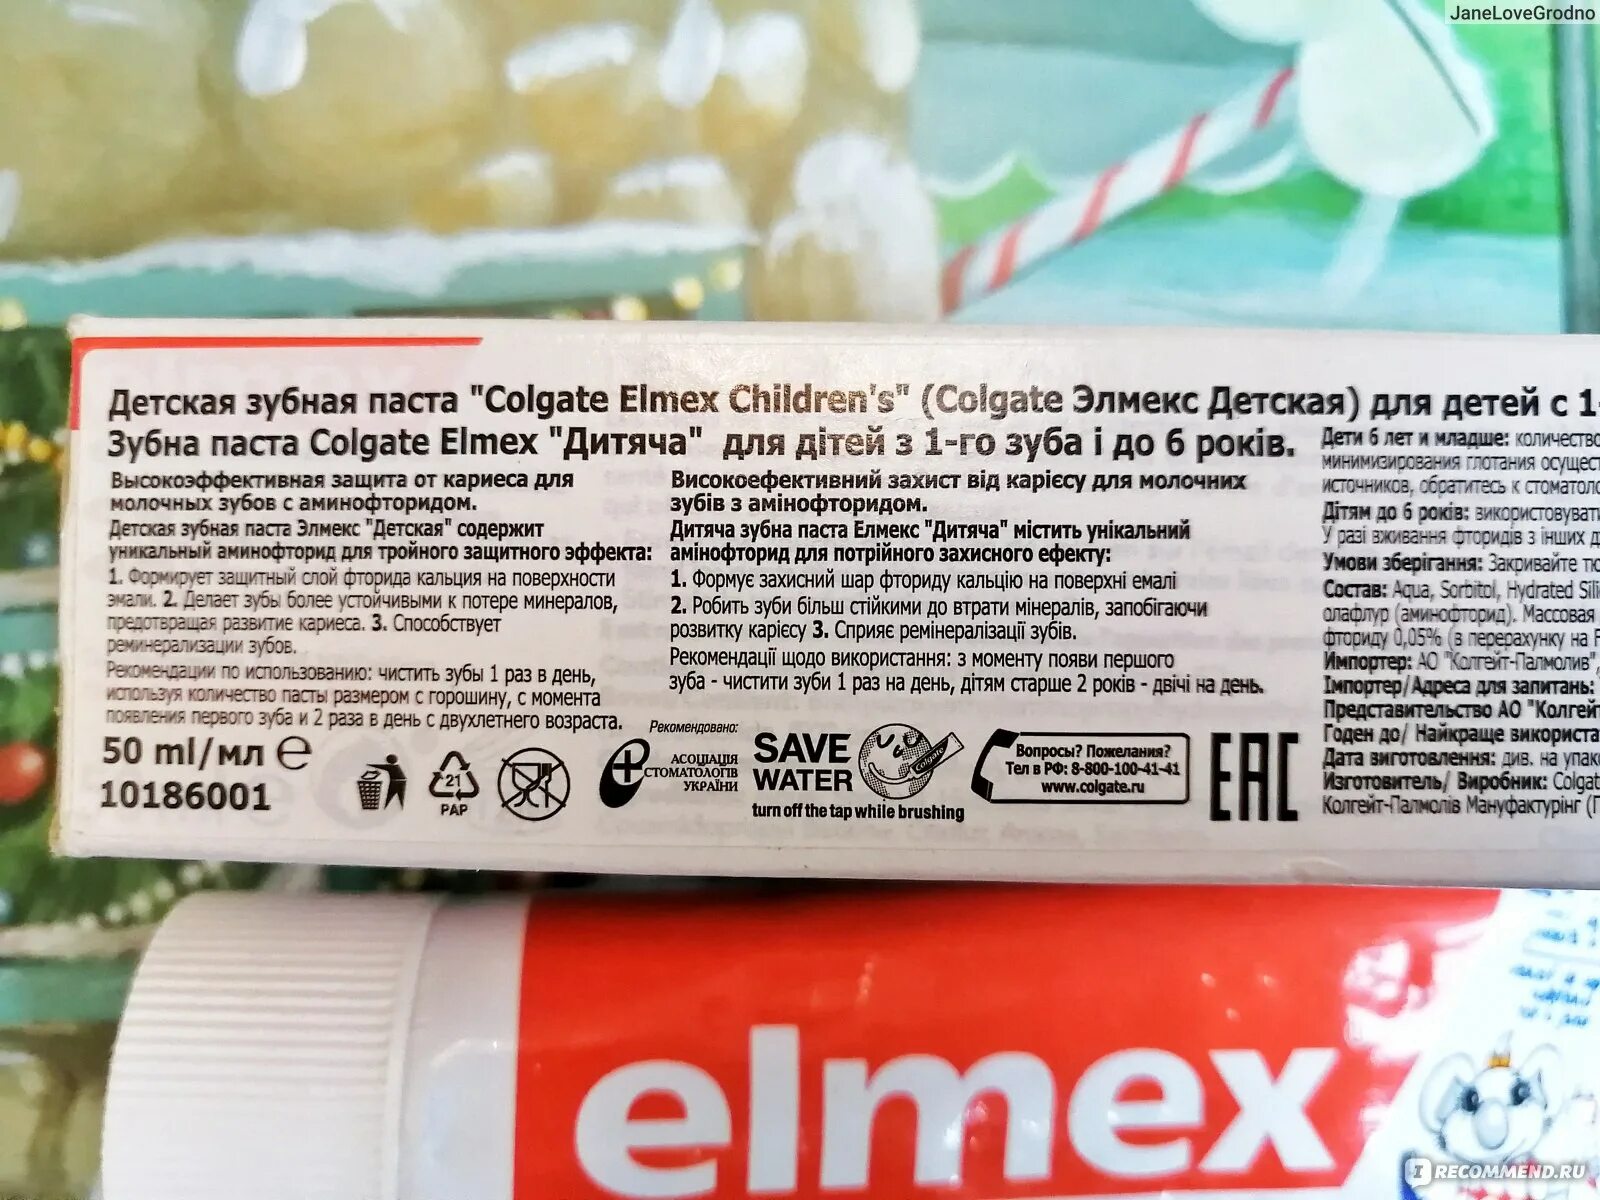 JaneLoveGrodno
Детская зубная паста "Colgate Elmex Children's" (Colgate Элмекс Детская) для детей с 1-
Зубна паста Colgate Elmex "Дитяча" для дітей з 1-го зуба і до 6 років.
Высокоэффективная защита от кариеса для
молочных зубов с аминофторидом.
Детская зубная паста Элмекс "Детская" содержит
уникальный аминофторид для тройного защитного эффекта:
1. Формирует защитный слой фторида кальция на поверхности
эмали. 2. Делает зубы более устойчивыми к потере минералов,
предотвращая развитие кариеса. 3. Способствует
реминерализации зубов.
Рекомендации по использованию: чистить зубы 1 раз в день,
используя количество пасты размером с горошину, с момента
появления первого зуба и 2 раза в день с двухлетнего возраста.
50 ml/мл e
10186001
21
PAP
Високоефективний захист від карієсу для молочних
зубів з амінофторидом.
Дитяча зубна паста Елмекс "Дитяча" містить унікальний
амінофторид для потрійного захисного ефекту:
1. Формує захисний шар фториду кальцію на поверхні емалі
2. Робить зуби більш стійкими до втрати мінералів, запобігаючи
розвитку карієсу 3. Сприяє ремінералізації зубів.
Рекомендації щодо використання: з моменту появи першого
зуба - чистити зуби 1 раз на день, дітям старше 2 років - двічі на день.
Рекомендовано:
АСОЦІАЦІЯ
СТОМАТОЛОГІВ
УКРАЇНИ
SAVE
WATER
Colgate
turn off the tap while brushing
Вопросы? Пожелания?
Тел в РФ: 8-800-100-41-41
www.colgate.ru
EAC
Дети 6 лет и младше: количество
минимизирования глотания осущест
источников, обратитесь к стоматоло
Дітям до 6 років: використовувати
У разі вживання фторидів з інших д
Умови зберігання: Закривайте тю
Состав: Aqua, Sorbitol, Hydrated Sili
олафлур (аминофторид). Массовая
фториду 0,05% (в перерахунку на F
Импортер: АО "Колгейт-Палмолив",
Імпортер/Адреса для запитань:
Представительство АО "Колгейт
Годен до/ Найкраще використа
Дата виготовлення: див. на упако
Изготовитель/ Виробник: Colgat
Колгейт-Палмолів Мануфактурінг (П
elmex
IRECOMMEND.RU